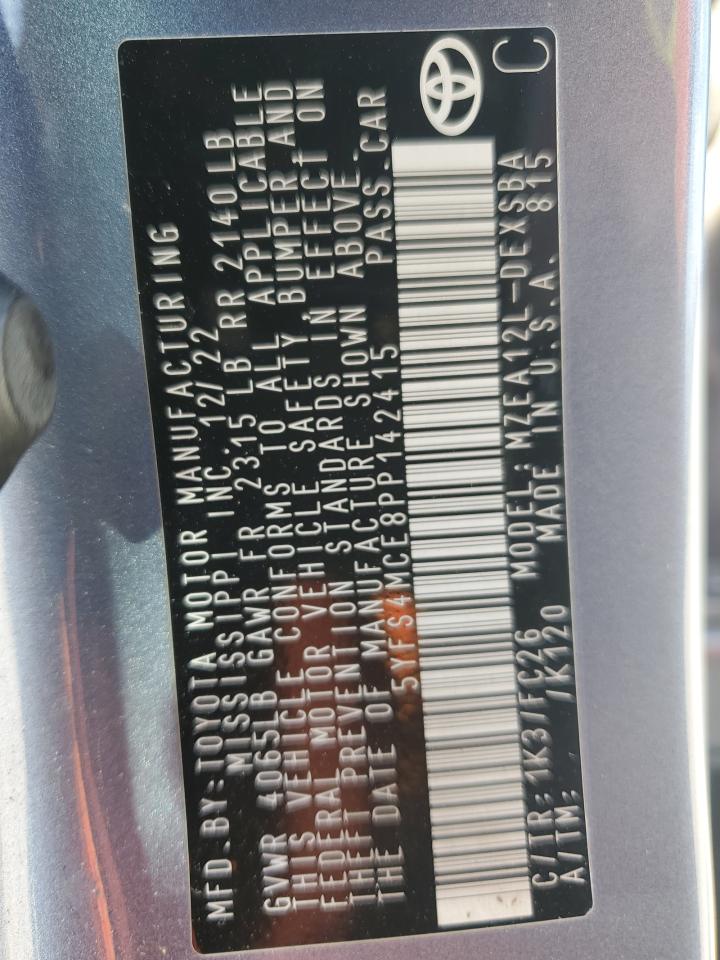 MFD.BY:TOYOTA MOTOR MANUFACTURING
MISSISSIPPI INC.12/22
GVWR 4065LB GAWR FR 2315 LB RR 2140LB
THIS VEHICLE CONFORMS TO ALL APPLICABLE
FEDERAL MOTOR VEHICLE SAFETY BUMPER AND
THEFT PREVENTION STANDARDS IN EFFECT ON
THE DATE OF MANUFACTURE SHOWN ABOVE.
5YFS4MCE8PP142415 PASS.CAR
C/TR:1K3/FC26 MODEL:MZEA12L-DEXSBA
A/TM: /K120 MADE IN U.S.A. 815
C